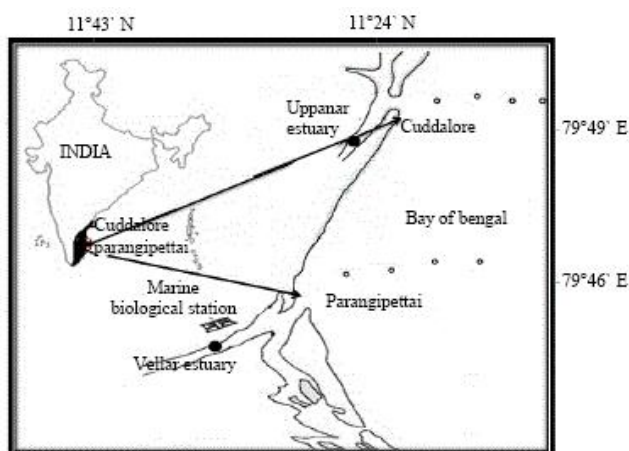 11°43` N
11°24` N
Uppanar
estuary
Cuddalore
79°49` E
INDIA
Cuddalore
parangipettai
Bay of bengal
79°46` E
Marine
biological station
Parangipettai
Vellar estuary